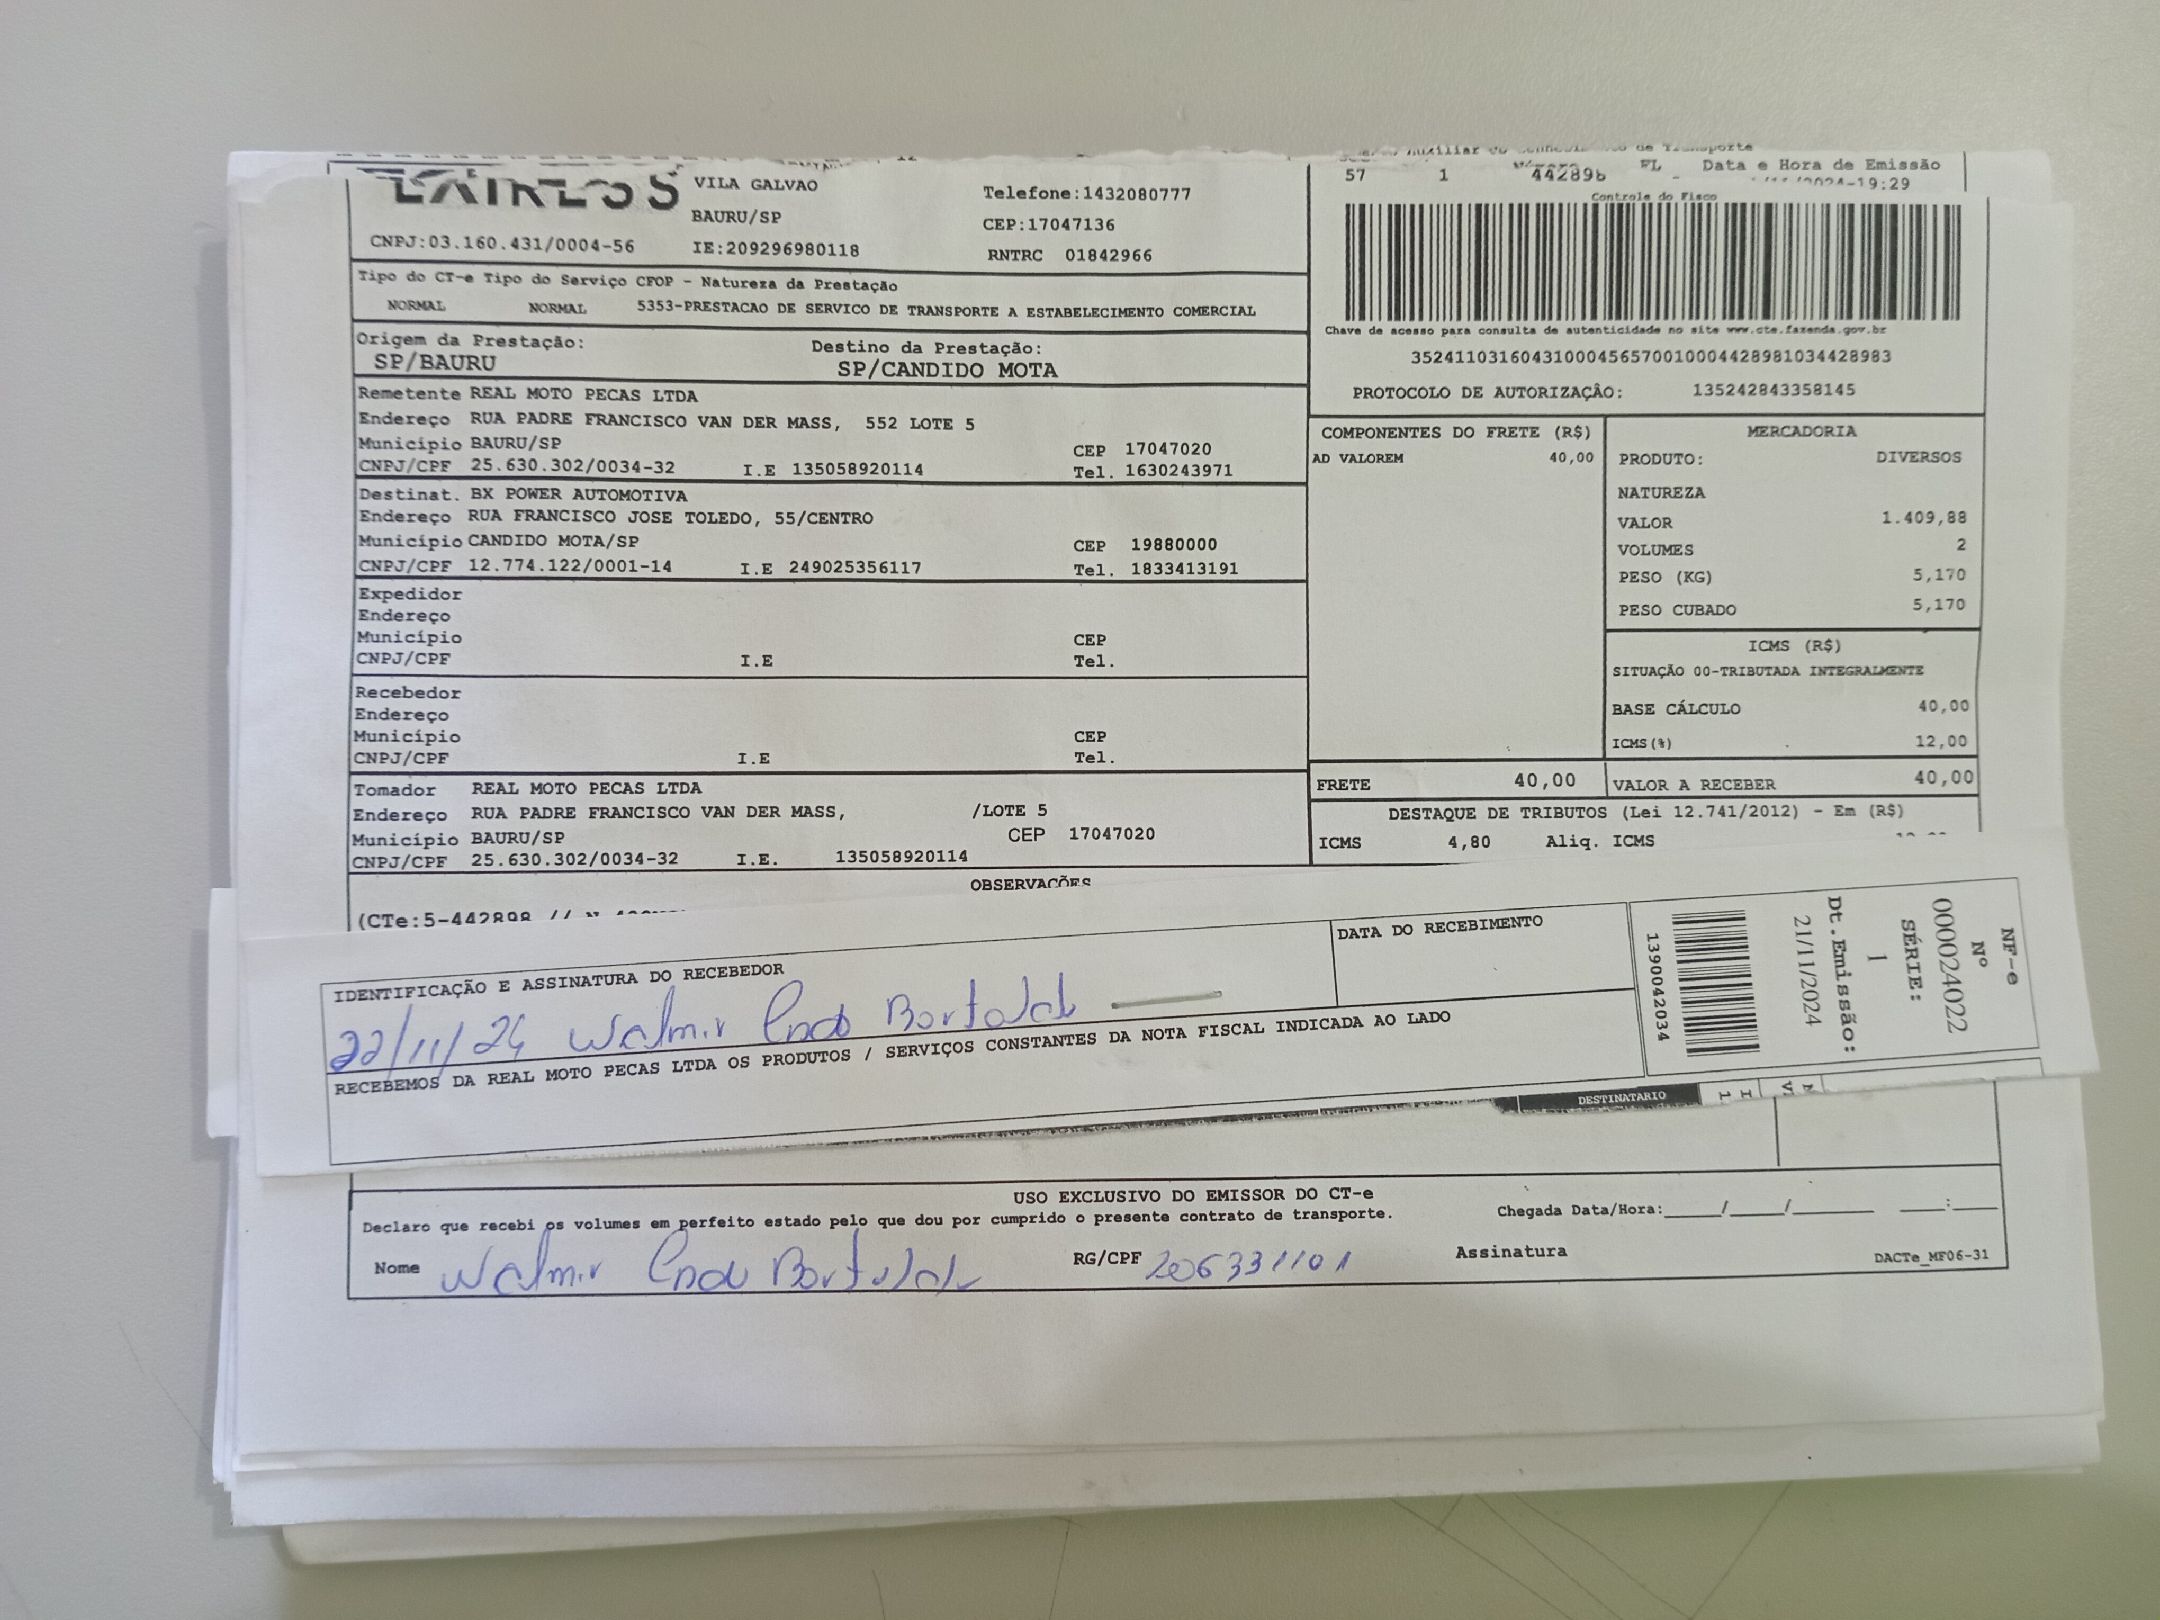 VILA GALVAO
BAURU/SP
CNPJ:03.160.431/0004-56 IE:209296980118
Telefone:1432080777
CEP:17047136
RNTRC 01842966
de Transporte
FL Data e Hora de Emissão
57 1 442898 2024-19:29
Controle do Fisco
Chave de acesso para consulta de autenticidade no site www.cte.fazenda.gov.br
35241103160431000456570010004428981034428983
PROTOCOLO DE AUTORIZAÇÂO: 135242843358145
Tipo do CT-e Tipo do Serviço CFOP - Natureza da Prestação
NORMAL NORMAL 5353-PRESTACAO DE SERVICO DE TRANSPORTE A ESTABELECIMENTO COMERCIAL
Origem da Prestação: Destino da Prestação:
SP/BAURU SP/CANDIDO MOTA
Remetente REAL MOTO PECAS LTDA
Endereço RUA PADRE FRANCISCO VAN DER MASS, 552 LOTE 5
Município BAURU/SP CEP 17047020
CNPJ/CPF 25.630.302/0034-32 I.E 135058920114 Tel. 1630243971
Destinat. BX POWER AUTOMOTIVA
Endereço RUA FRANCISCO JOSE TOLEDO, 55/CENTRO
Município CANDIDO MOTA/SP CEP 19880000
CNPJ/CPF 12.774.122/0001-14 I.E 249025356117 Tel. 1833413191
Expedidor
Endereço
Município CEP
CNPJ/CPF I.E Tel.
Recebedor
Endereço
Município CEP
CNPJ/CPF I.E Tel.
Tomador REAL MOTO PECAS LTDA
Endereço RUA PADRE FRANCISCO VAN DER MASS, /LOTE 5
Município BAURU/SP CEP 17047020
CNPJ/CPF 25.630.302/0034-32 I.E. 135058920114
COMPONENTES DO FRETE (R$)
AD VALOREM 40,00
MERCADORIA
PRODUTO: DIVERSOS
NATUREZA
VALOR 1.409,88
VOLUMES 2
PESO (KG) 5,170
PESO CUBADO 5,170
ICMS (R$)
SITUAÇÃO 00-TRIBUTADA INTEGRALMENTE
BASE CÁLCULO 40,00
ICMS(%) 12,00
FRETE 40,00 VALOR A RECEBER 40,00
DESTAQUE DE TRIBUTOS (Lei 12.741/2012) - Em (R$)
ICMS 4,80 Aliq. ICMS
OBSERVAÇÕES
(CTe:5-442898 //
IDENTIFICAÇÃO E ASSINATURA DO RECEBEDOR
DATA DO RECEBIMENTO
22/11/24 Walmir
RECEBEMOS DA REAL MOTO PECAS LTDA OS PRODUTOS / SERVIÇOS CONSTANTES DA NOTA FISCAL INDICADA AO LADO
NF-e
Nº
000024022
SÉRIE:
1
Dt.Emissão:
21/11/2024
1390042034
DESTINATARIO
USO EXCLUSIVO DO EMISSOR DO CT-e
Declaro que recebi os volumes em perfeito estado pelo que dou por cumprido o presente contrato de transporte.
Chegada Data/Hora:_____/_____/________ ____:____
Nome Walmir RG/CPF 206331101 Assinatura
DACTe_MF06-31